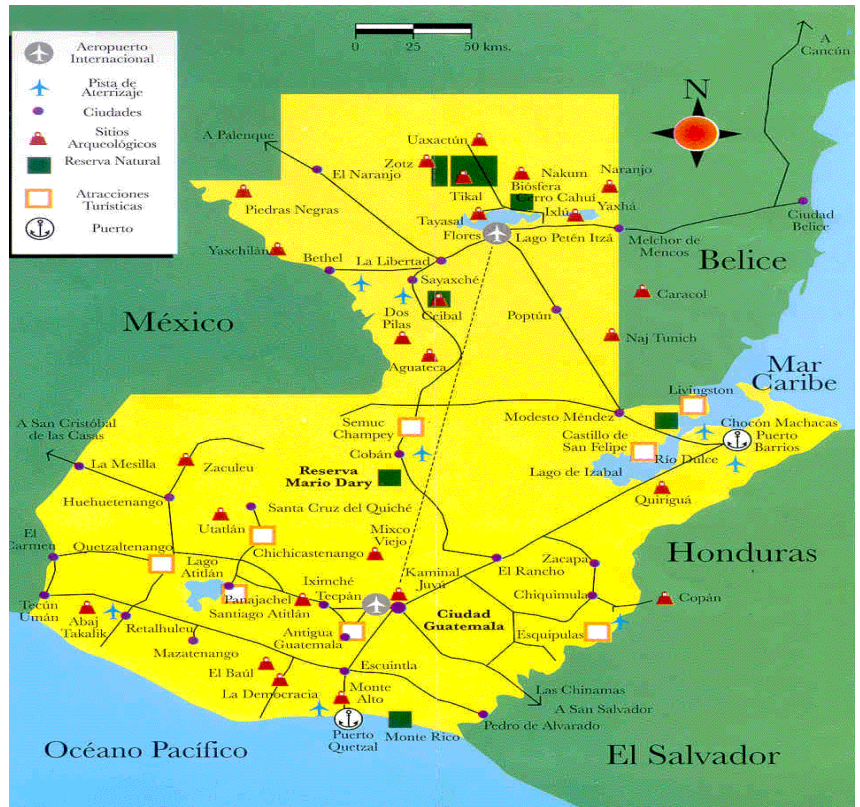 0 25 50 kms.
Aeropuerto
Internacional
Pista de
Aterrizaje
Ciudades
Sitios
Arqueológicos
Reserva Natural
Atracciones
Turísticas
Puerto
A
Cancún
N
A Palenque
Uaxactún
Zotz
El Naranjo
Tikal
Nakum
Biósfera
Cerro Cahuí
Naranjo
Piedras Negras
Tayasal
Ixlú
Yaxhá
Flores
Lago Petén Itzá
Melchor de
Mencos
Ciudad
Belice
Yaxchilán
Bethel
La Libertad
Sayaxché
Belice
Ceibal
Dos
Pilas
Poptún
Caracol
México
Naj Tunich
Aguateca
Mar
Caribe
Livingston
A San Cristóbal
de las Casas
Semuc
Champey
Modesto Méndez
Chocón Machacas
Castillo de
San Felipe
Puerto
Barrios
Río Dulce
Lago de Izabal
Cobán
La Mesilla
Zaculeu
Reserva
Mario Dary
Quiriguá
Huehuetenango
Santa Cruz del Quiché
Utatlán
Mixco
Viejo
El
Carmen
Quetzaltenango
Chichicastenango
Honduras
Lago
Atitlán
Zacapa
El Rancho
Kaminal
Juyú
Iximché
Tecpán
Panajachel
Santiago Atitlán
Chiquimula
Copán
Tecún
Umán
Abaj
Takalik
Retalhuleu
Ciudad
Guatemala
Antigua
Guatemala
Esquípulas
Mazatenango
El Baúl
Escuintla
La Democracia
Monte
Alto
Las Chinamas
A San Salvador
Pedro de Alvarado
Puerto
Quetzal
Monte Rico
Océano Pacífico
El Salvador